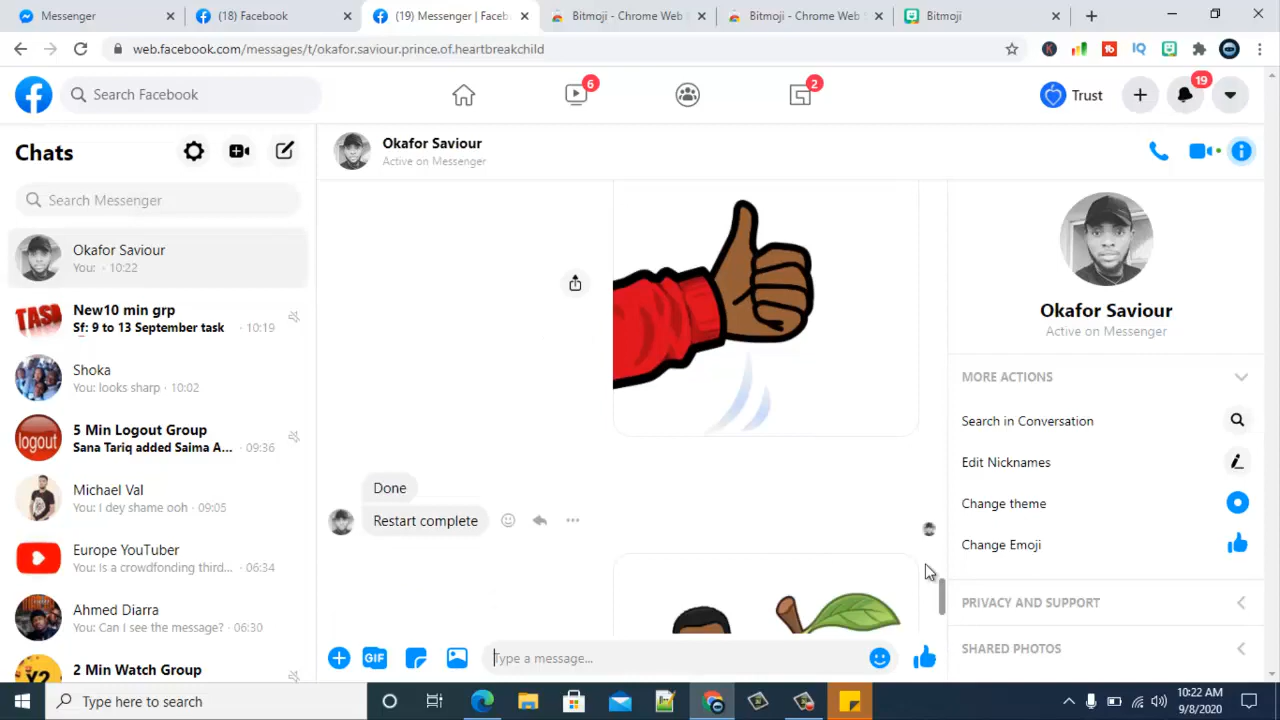 Messenger
(18) Facebook
(19) Messenger | Faceb
Bitmoji - Chrome Web
Bitmoji - Chrome Web
Bitmoji
web.facebook.com/messages/t/okafor.saviour.prince.of.heartbreakchild
K
IQ
Search Facebook
6
2
Trust
19
Chats
Okafor Saviour
Active on Messenger
Search Messenger
Okafor Saviour
You: · 10:22
TASK
New10 min grp
Sf: 9 to 13 September task · 10:19
Shoka
You: looks sharp · 10:02
logout
5 Min Logout Group
Sana Tariq added Saima A... · 09:36
Michael Val
You: I dey shame ooh · 09:05
Europe YouTuber
You: Is a crowdfonding third... · 06:34
Ahmed Diarra
You: Can I see the message? · 06:30
2 Min Watch Group
Done
Restart complete
GIF
Type a message...
Okafor Saviour
Active on Messenger
MORE ACTIONS
Search in Conversation
Edit Nicknames
Change theme
Change Emoji
PRIVACY AND SUPPORT
SHARED PHOTOS
Type here to search
10:22 AM
9/8/2020